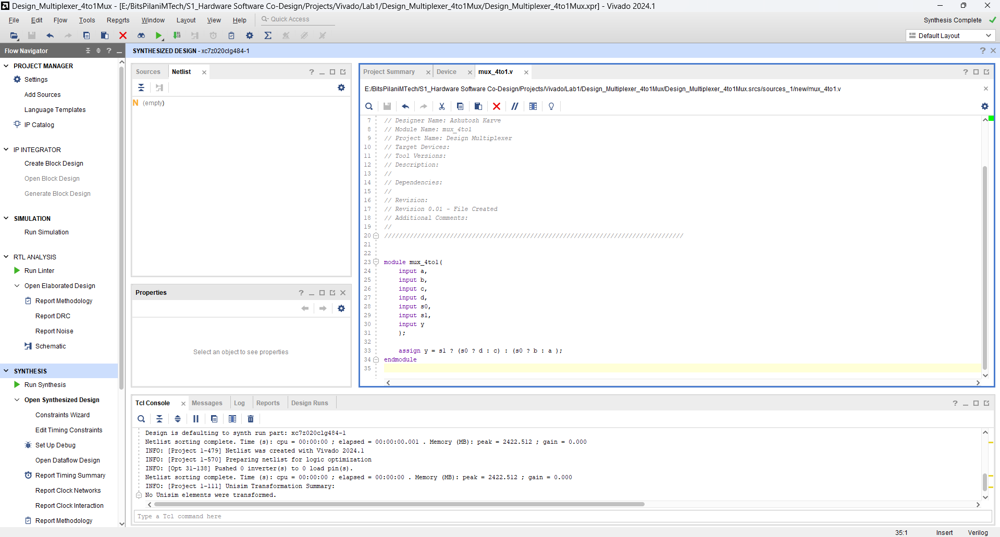 Design_Multiplexer_4to1Mux - [E:/BitsPilaniMTech/S1_Hardware Software Co-Design/Projects/Vivado/Lab1/Design_Multiplexer_4to1Mux/Design_Multiplexer_4to1Mux.xpr] - Vivado 2024.1
File Edit Flow Tools Reports Window Layout View Help Quick Access
Synthesis Complete
Default Layout
Flow Navigator
PROJECT MANAGER
Settings
Add Sources
Language Templates
IP Catalog
IP INTEGRATOR
Create Block Design
Open Block Design
Generate Block Design
SIMULATION
Run Simulation
RTL ANALYSIS
Run Linter
Open Elaborated Design
Report Methodology
Report DRC
Report Noise
Schematic
SYNTHESIS
Run Synthesis
Open Synthesized Design
Constraints Wizard
Edit Timing Constraints
Set Up Debug
Open Dataflow Design
Report Timing Summary
Report Clock Networks
Report Clock Interaction
Report Methodology
SYNTHESIZED DESIGN - xc7z020clg484-1
Sources Netlist
N (empty)
Properties
Select an object to see properties
Project Summary Device mux_4to1.v
E:/BitsPilaniMTech/S1_Hardware Software Co-Design/Projects/Vivado/Lab1/Design_Multiplexer_4to1Mux/Design_Multiplexer_4to1Mux.srcs/sources_1/new/mux_4to1.v
7 // Designer Name: Ashutosh Karve
8 // Module Name: mux_4to1
9 // Project Name: Design Multiplexer
10 // Target Devices:
11 // Tool Versions:
12 // Description:
13 //
14 // Dependencies:
15 //
16 // Revision:
17 // Revision 0.01 - File Created
18 // Additional Comments:
19 //
20 //////////////////////////////////////////////////////////////////////////////////
21
22
23 module mux_4to1(
24 input a,
25 input b,
26 input c,
27 input d,
28 input s0,
29 input s1,
30 input y
31 );
32
33 assign y = s1 ? (s0 ? d : c) : (s0 ? b : a );
34 endmodule
35
Tcl Console Messages Log Reports Design Runs
Design is defaulting to synth run part: xc7z020clg484-1
Netlist sorting complete. Time (s): cpu = 00:00:00 ; elapsed = 00:00:00.001 . Memory (MB): peak = 2422.512 ; gain = 0.000
INFO: [Project 1-479] Netlist was created with Vivado 2024.1
INFO: [Project 1-570] Preparing netlist for logic optimization
INFO: [Opt 31-138] Pushed 0 inverter(s) to 0 load pin(s).
Netlist sorting complete. Time (s): cpu = 00:00:00 ; elapsed = 00:00:00 . Memory (MB): peak = 2422.512 ; gain = 0.000
INFO: [Project 1-111] Unisim Transformation Summary:
No Unisim elements were transformed.
Type a Tcl command here
35:1 Insert Verilog